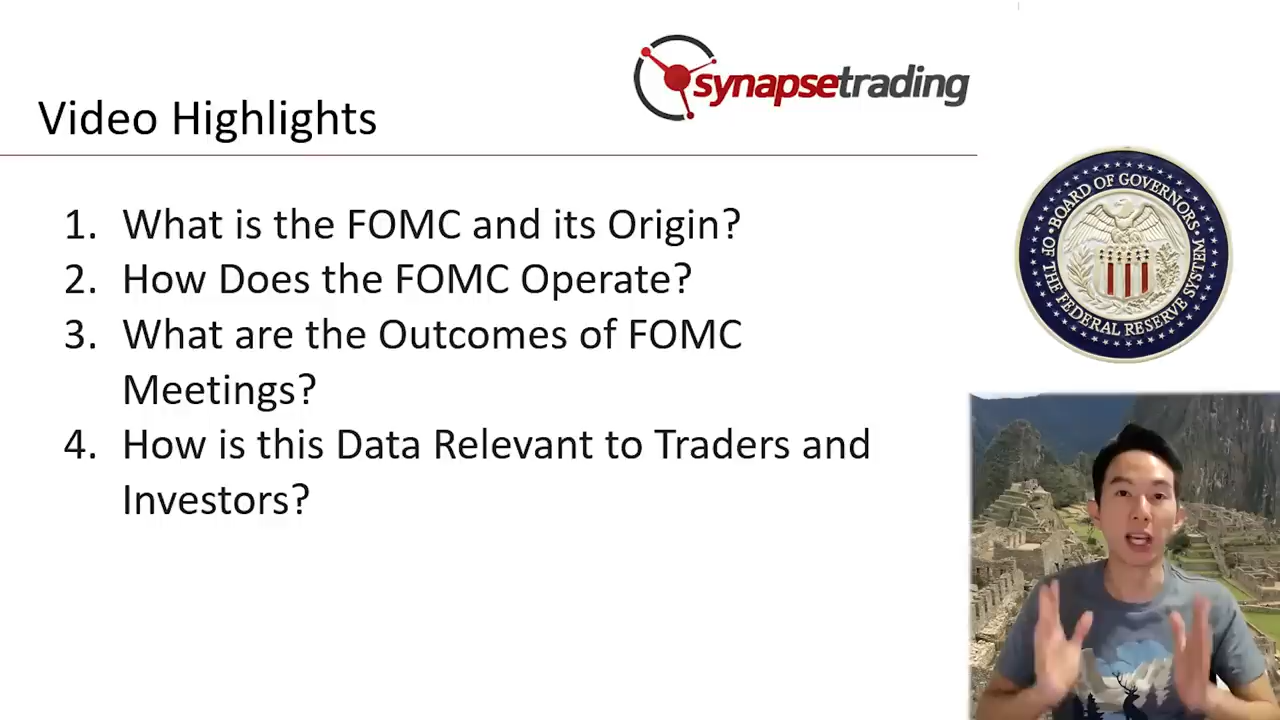 synapsetrading
Video Highlights
BOARD OF GOVERNORS
OF THE FEDERAL RESERVE SYSTEM
1. What is the FOMC and its Origin?
2. How Does the FOMC Operate?
3. What are the Outcomes of FOMC
Meetings?
4. How is this Data Relevant to Traders and
Investors?